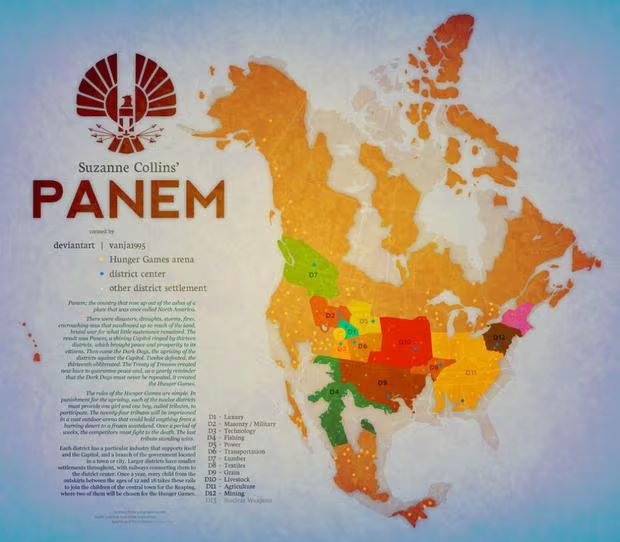 Suzanne Collins'
PANEM
created by
deviantart | vanja1995
Hunger Games arena
district center
other district settlement
Panem; the country that rose up out of the ashes of a
place that was once called North America.
There were disasters, droughts, storms, fires,
encroaching seas that swallowed up so much of the land,
brutal war for what little sustenance remained. The
result was Panem, a shining Capitol ringed by thirteen
districts, which brought peace and prosperity to its
citizens. Then came the Dark Days, the uprising of the
districts against the Capitol. Twelve defeated, the
thirteenth obliterated. The Treaty of Treason created
new laws to guarantee peace and, as a yearly reminder
that the Dark Days must never be repeated, it created
the Hunger Games.
The rules of the Hunger Games are simple. In
punishment for the uprising, each of the twelve districts
must provide one girl and one boy, called tributes, to
participate. The twenty-four tributes will be imprisoned
in a vast outdoor arena that could hold anything from a
burning desert to a frozen wasteland. Over a period of
weeks, the competitors must fight to the death. The last
tribute standing wins.
Each district has a particular industry that supports itself
and the Capitol, and a branch of the government located
in a town or city. Larger districts have smaller
settlements throughout, with railways connecting them to
the district center. Once a year, every child from the
outskirts between the ages of 12 and 18 takes these rails
to join the children of the central town for the Reaping,
where two of them will be chosen for the Hunger Games.
D1 - Luxury
D2 - Masonry / Military
D3 - Technology
D4 - Fishing
D5 - Power
D6 - Transportation
D7 - Lumber
D8 - Textiles
D9 - Grain
D10 - Livestock
D11 - Agriculture
D12 - Mining
D13 - Nuclear Weapons
D7
D2
D5
D1
D3
D6
D10
D12
D8
D11
D9
D4